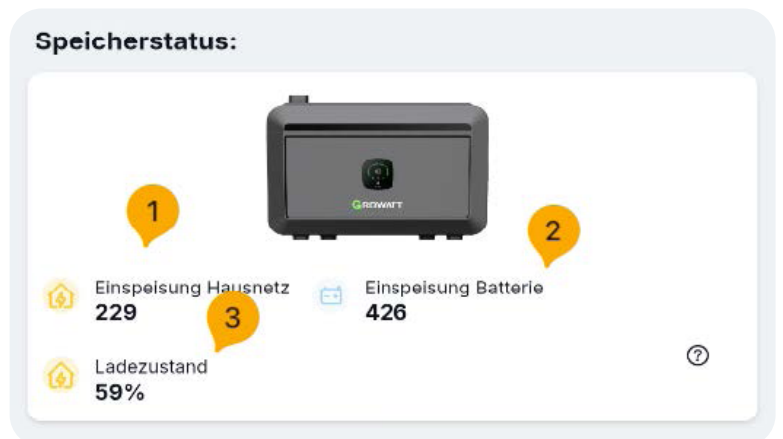 Speicherstatus:
GROWATT
1
2
Einspeisung Hausnetz
229
Einspeisung Batterie
426
3
Ladezustand
59%
?